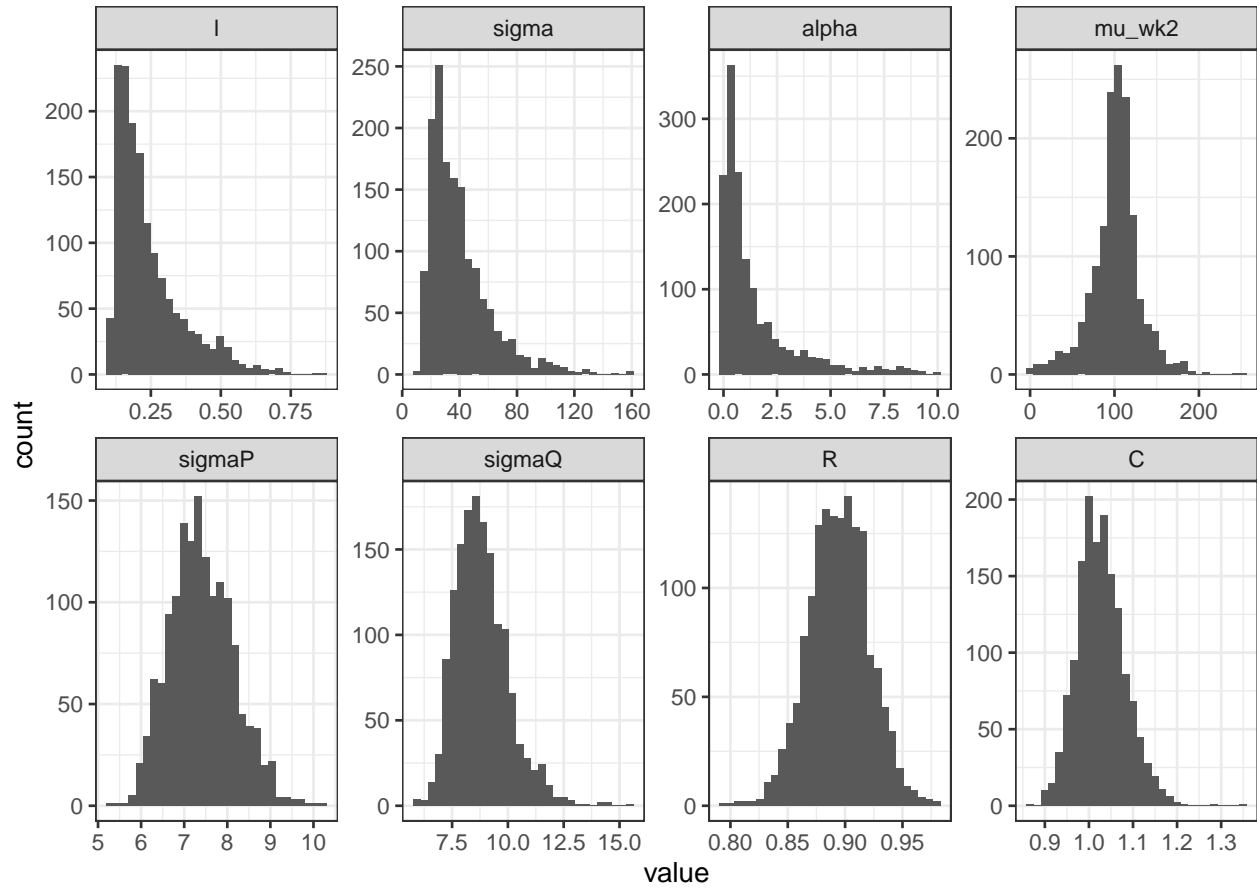 I sigma alpha mu_wk2
0 50 100 150 200
0 50 100 150 200 250
0 100 200 300
0 100 200
0.25 0.50 0.75
0 40 80 120 160
0.0 2.5 5.0 7.5 10.0
0 100 200
count
sigmaP sigmaQ R C
0 50 100 150
0 50 100 150
0 50 100
0 50 100 150 200
5 6 7 8 9 10
7.5 10.0 12.5 15.0
0.80 0.85 0.90 0.95
0.9 1.0 1.1 1.2 1.3
value